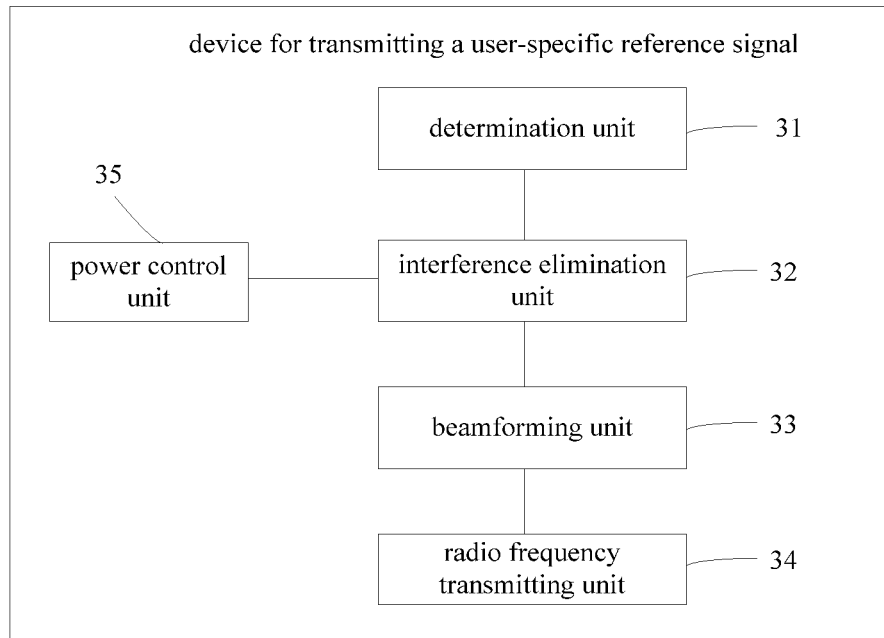 device for transmitting a user-specific reference signal
determination unit
31
35
power control
unit
interference elimination
unit
32
beamforming unit
33
radio frequency
transmitting unit
34